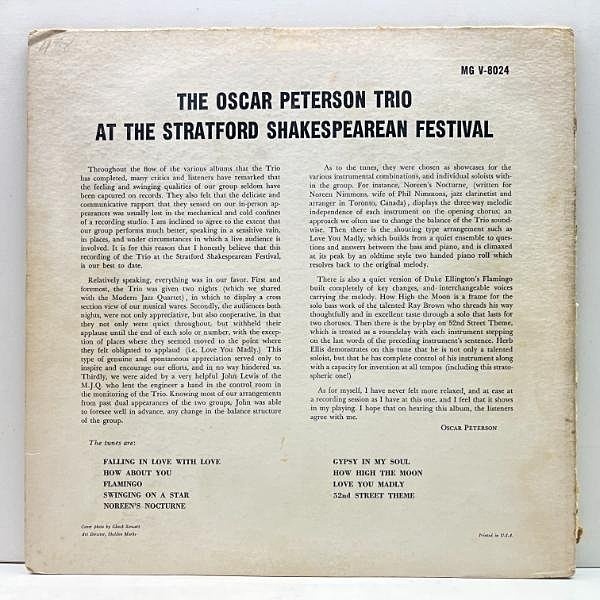 MG V-8024
THE OSCAR PETERSON TRIO
AT THE STRATFORD SHAKESPEAREAN FESTIVAL
Throughout the flow of the various albums that the Trio
has completed, many critics and listeners have remarked that
the feeling and swinging qualities of our group seldom have
been captured on records. They also felt that the delicate and
communicative rapport that they sensed on our in-person ap-
pearances was usually lost in the mechanical and cold confines
of a recording studio. I am inclined to agree to the extent that
our group performs much better, speaking in a sensitive vain,
in places, and under circumstances in which a live audience is
involved. It is for this reason that I honestly believe that this
recording of the Trio at the Stratford Shakespearean Festival,
is our best to date.
Relatively speaking, everything was in our favor. First and
foremost, the Trio was given two nights (which we shared
with the Modern Jazz Quartet), in which to display a cross
section view of our musical wares. Secondly, the audiences both
nights, were not only appreciative, but also cooperative, in that
they not only were quiet throughout, but withheld their
applause until the end of each solo or number, with the excep-
tion of places where they seemed moved to the point where
they felt obligated to applaud (i.e. Love You Madly.) This
type of genuine and spontaneous appreciation served only to
inspire and encourage our efforts, and in no way hindered us.
Thirdly, we were aided by a very helpful John Lewis of the
M.J.Q. who lent the engineer a hand in the control room in
the monitoring of the Trio. Knowing most of our arrangements
from past dual appearances of the two groups, John was able
to foresee well in advance, any change in the balance structure
of the group.
As to the tunes, they were chosen as showcases for the
various instrumental combinations, and individual soloists with-
in the group. For instance, Noreen's Nocturne, (written for
Noreen Nimmons, wife of Phil Nimmons, jazz clarinetist and
arranger in Toronto, Canada), displays the three-way melodic
independence of each instrument on the opening chorus; an
approach we often use to change the balance of the Trio sound-
wise. Then there is the shouting type arrangement such as
Love You Madly, which builds from a quiet ensemble to ques-
tions and answers between the bass and piano, and is climated
at its peak by an oldtime style two handed piano roll which
resolves back to the original melody.
There is also a quiet version of Duke Ellington's Flamingo
built completely of key changes, and interchangeable voices
carrying the melody. How High the Moon is a frame for the
solo bass work of the talented Ray Brown who threads his way
thoughtfully and in excellent taste through a solo that lasts for
two choruses. Then there is the by-play on 52nd Street Theme,
which is treated as a roundelay with each instrument stepping
on the last words of the preceding instrument's sentence. Herb
Ellis demonstrates on this tune that he is not only a talented
soloist, but that he has complete control of his instrument along
with a capacity for invention at all tempos (including this strato-
spheric one!)
As for myself, I have never felt more relaxed, and at ease at
a recording session as I have at this one, and I feel that it shows
in my playing. I hope that on hearing this album, the listeners
agree with me.
OSCAR PETERSON
The tunes are:
FALLING IN LOVE WITH LOVE
HOW ABOUT YOU
FLAMINGO
SWINGING ON A STAR
NOREEN'S NOCTURNE
GYPSY IN MY SOUL
HOW HIGH THE MOON
LOVE YOU MADLY
52nd STREET THEME
Cover photo by Chuck
Art Director, Sheldon Marks
Printed in U.S.A.